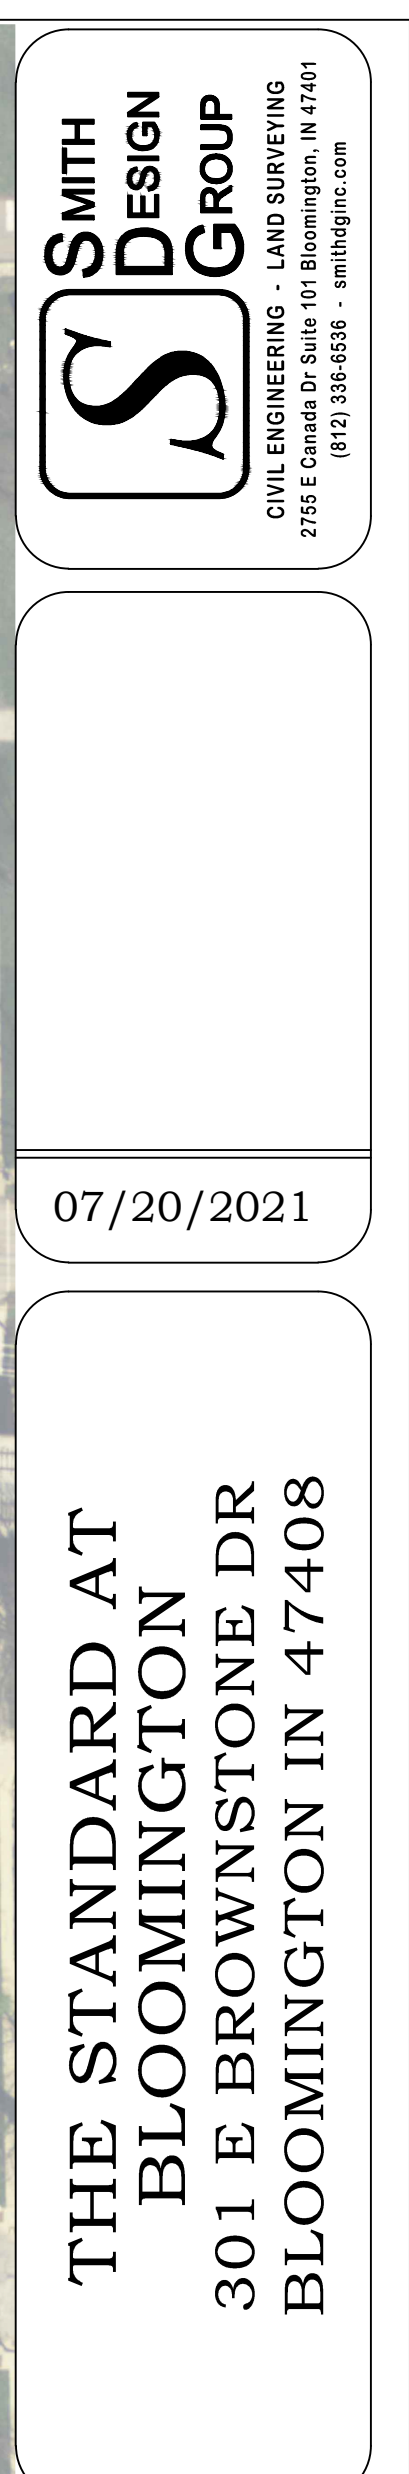 SMITH
DESIGN
GROUP
S
CIVIL ENGINEERING - LAND SURVEYING
2755 E Canada Dr Suite 101 Bloomington, IN 47401
(812) 336-6536 - smithdginc.com
07/20/2021
THE STANDARD AT
BLOOMINGTON
301 E BROWNSTONE DR
BLOOMINGTON IN 47408